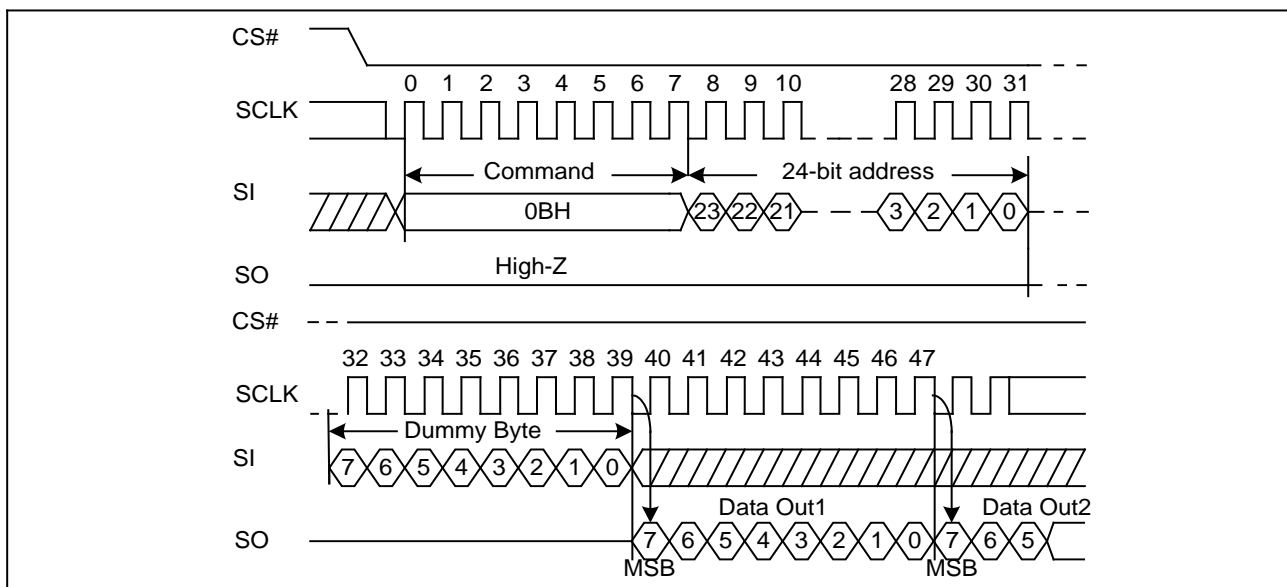 CS#
0 1 2 3 4 5 6 7 8 9 10 28 29 30 31
SCLK
Command 24-bit address
SI
0BH 23 22 21 3 2 1 0
High-Z
SO
CS#
32 33 34 35 36 37 38 39 40 41 42 43 44 45 46 47
SCLK
Dummy Byte
SI
7 6 5 4 3 2 1 0
Data Out1 Data Out2
SO
7 6 5 4 3 2 1 0 7 6 5
MSB MSB